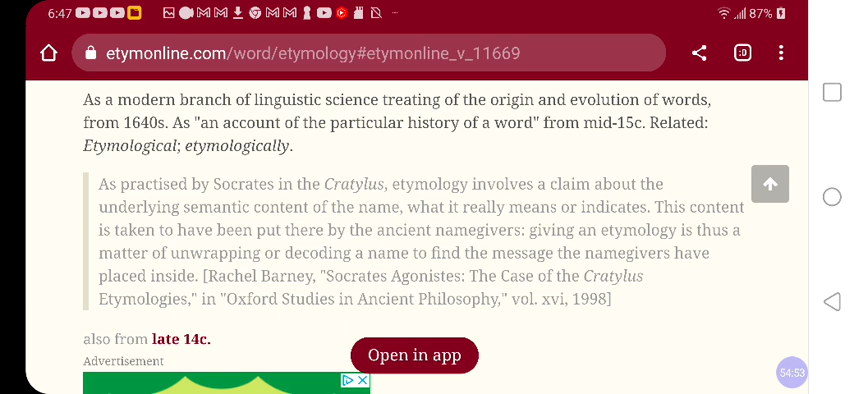 6:47
87%
etymonline.com/word/etymology#etymonline_v_11669
:D
As a modern branch of linguistic science treating of the origin and evolution of words,
from 1640s. As "an account of the particular history of a word" from mid-15c. Related:
Etymological; etymologically.
As practised by Socrates in the Cratylus, etymology involves a claim about the
underlying semantic content of the name, what it really means or indicates. This content
is taken to have been put there by the ancient namegivers: giving an etymology is thus a
matter of unwrapping or decoding a name to find the message the namegivers have
placed inside. [Rachel Barney, "Socrates Agonistes: The Case of the Cratylus
Etymologies," in "Oxford Studies in Ancient Philosophy," vol. xvi, 1998]
also from late 14c.
Advertisement
Open in app
54:53